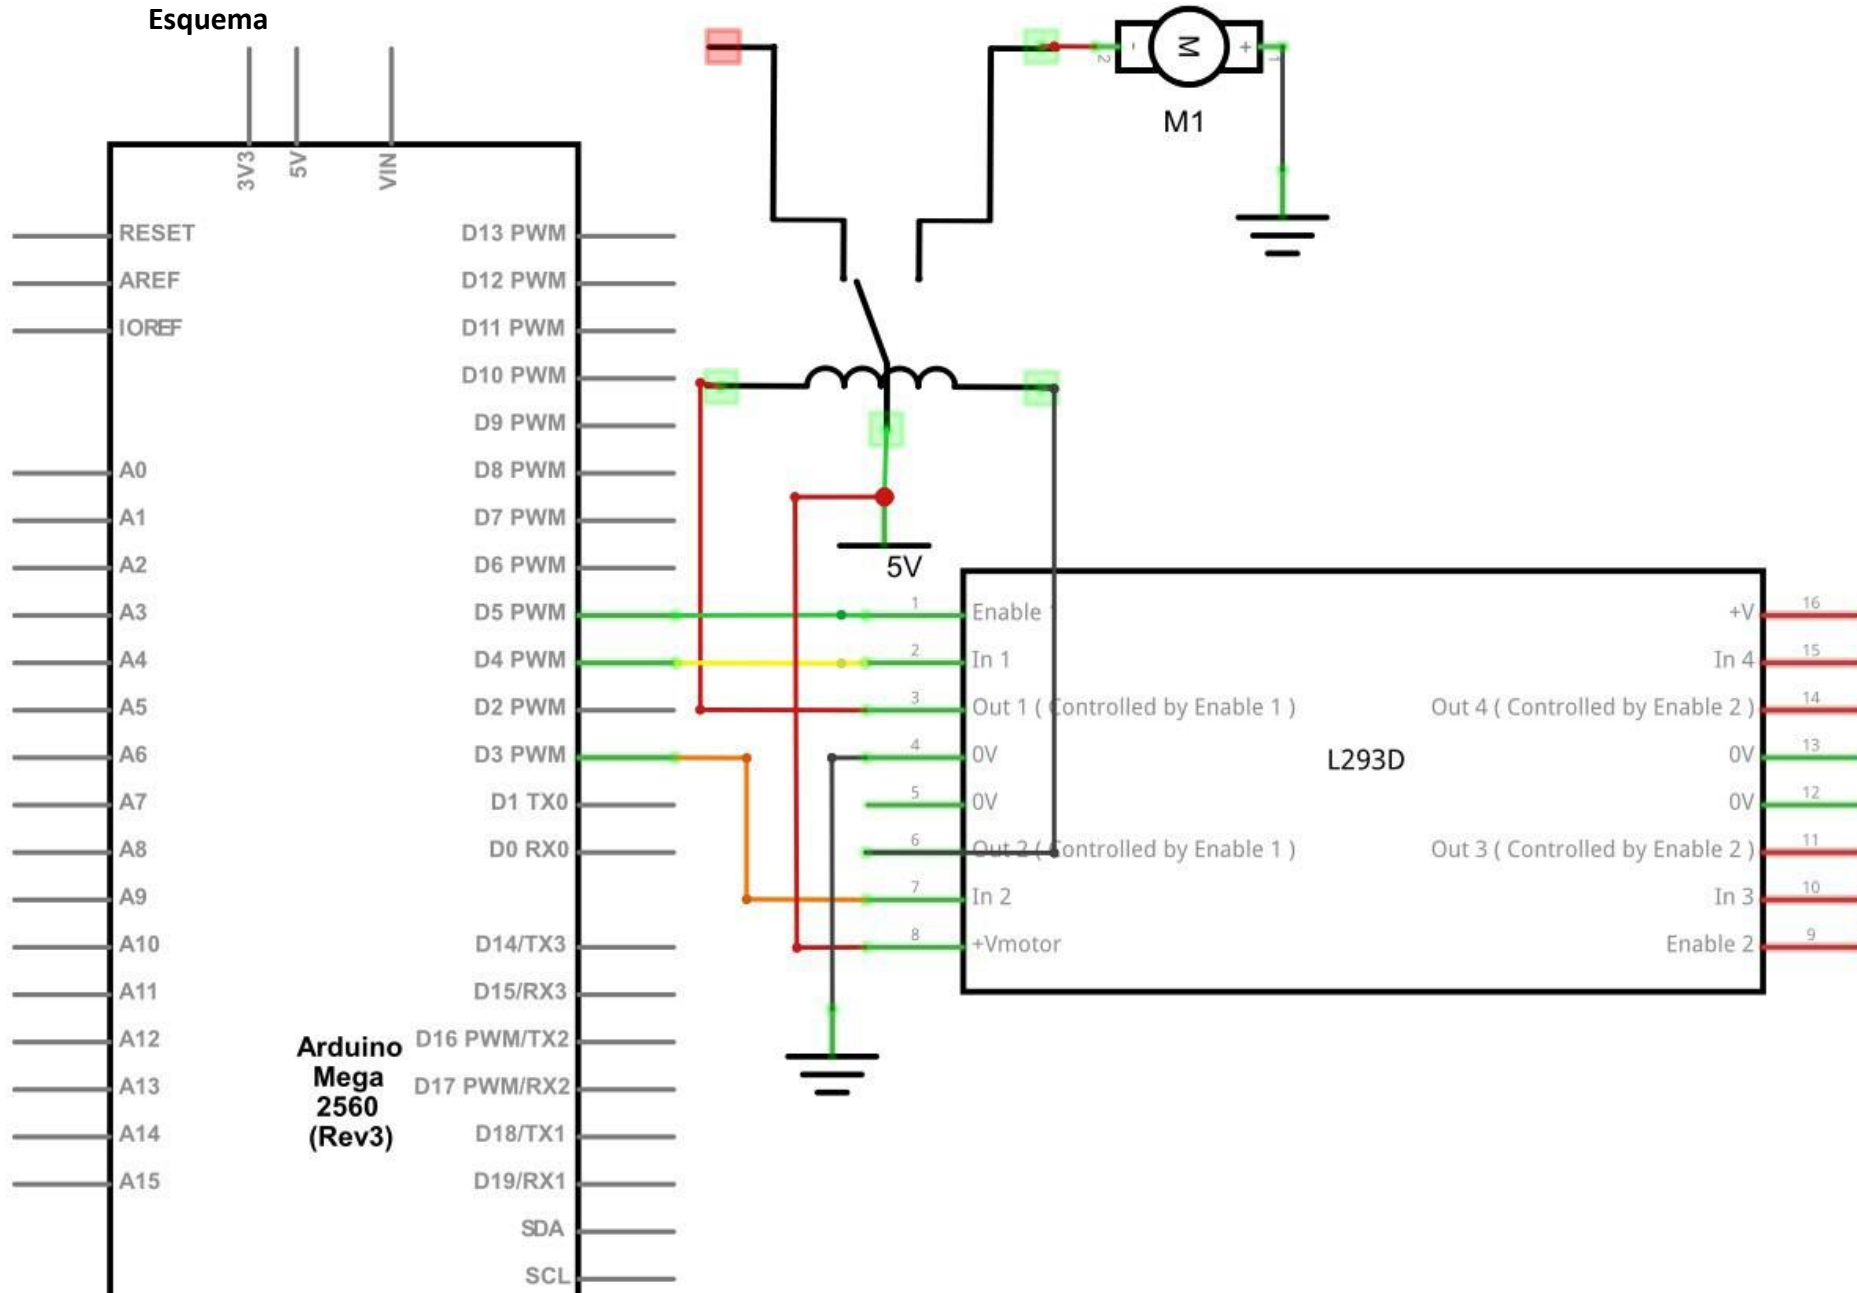 Esquema
3V3
5V
VIN
RESET
AREF
IOREF
A0
A1
A2
A3
A4
A5
A6
A7
A8
A9
A10
A11
A12
A13
A14
A15
D13 PWM
D12 PWM
D11 PWM
D10 PWM
D9 PWM
D8 PWM
D7 PWM
D6 PWM
D5 PWM
D4 PWM
D2 PWM
D3 PWM
D1 TX0
D0 RX0
D14/TX3
D15/RX3
D16 PWM/TX2
D17 PWM/RX2
D18/TX1
D19/RX1
SDA
SCL
Arduino
Mega
2560
(Rev3)
2
-
M
+
1
M1
5V
1 Enable 1
2 In 1
3 Out 1 ( Controlled by Enable 1 )
4 0V
5 0V
6 Out 2 ( Controlled by Enable 1 )
7 In 2
8 +Vmotor
L293D
+V 16
In 4 15
Out 4 ( Controlled by Enable 2 ) 14
0V 13
0V 12
Out 3 ( Controlled by Enable 2 ) 11
In 3 10
Enable 2 9